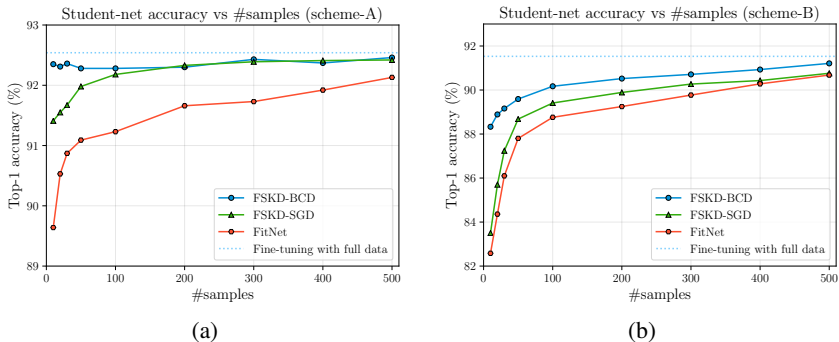 Student-net accuracy vs #samples (scheme-A)
93
92
91
90
89
Top-1 accuracy (%)
FSKD-BCD
FSKD-SGD
FitNet
Fine-tuning with full data
0 100 200 300 400 500
#samples
(a)
Student-net accuracy vs #samples (scheme-B)
92
90
88
86
84
82
Top-1 accuracy (%)
FSKD-BCD
FSKD-SGD
FitNet
Fine-tuning with full data
0 100 200 300 400 500
#samples
(b)